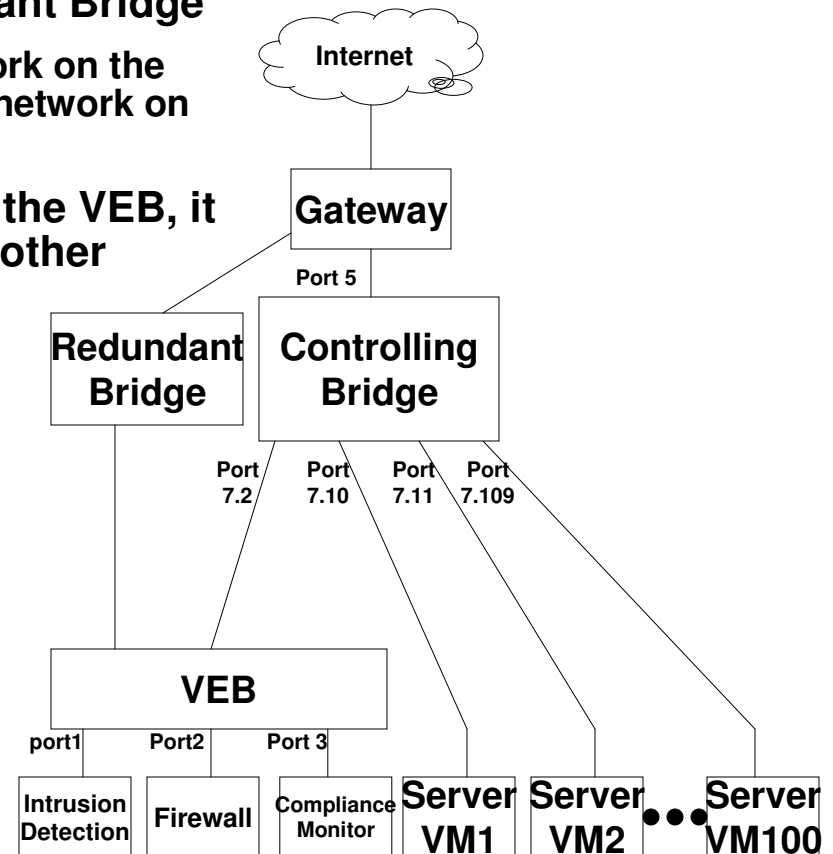 ant Bridge
ork on the
network on
the VEB, it
other
Internet
Gateway
Port 5
Redundant
Bridge
Controlling
Bridge
Port
7.2
Port
7.10
Port
7.11
Port
7.109
VEB
port1
Port2
Port 3
Intrusion
Detection
Firewall
Compliance
Monitor
Server
VM1
Server
VM2
Server
VM100